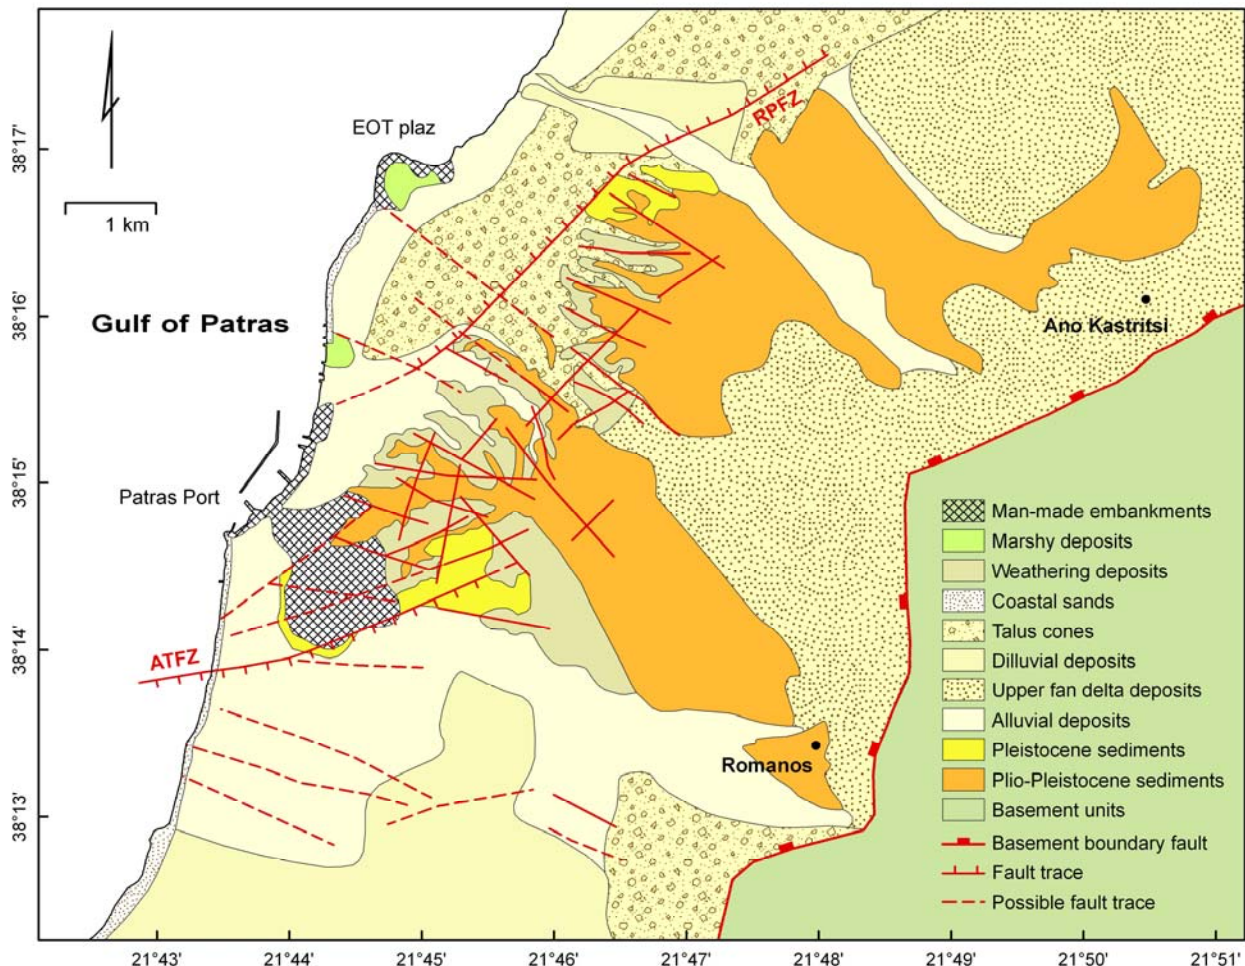 RPFZ
EOT plaz
38°17'
1 km
38°16'
Gulf of Patras
Ano Kastritsi
38°15'
Patras Port
38°14'
ATFZ
Romanos
38°13'
Man-made embankments
Marshy deposits
Weathering deposits
Coastal sands
Talus cones
Dilluvial deposits
Upper fan delta deposits
Alluvial deposits
Pleistocene sediments
Plio-Pleistocene sediments
Basement units
Basement boundary fault
Fault trace
Possible fault trace
21°43' 21°44' 21°45' 21°46' 21°47' 21°48' 21°49' 21°50' 21°51'